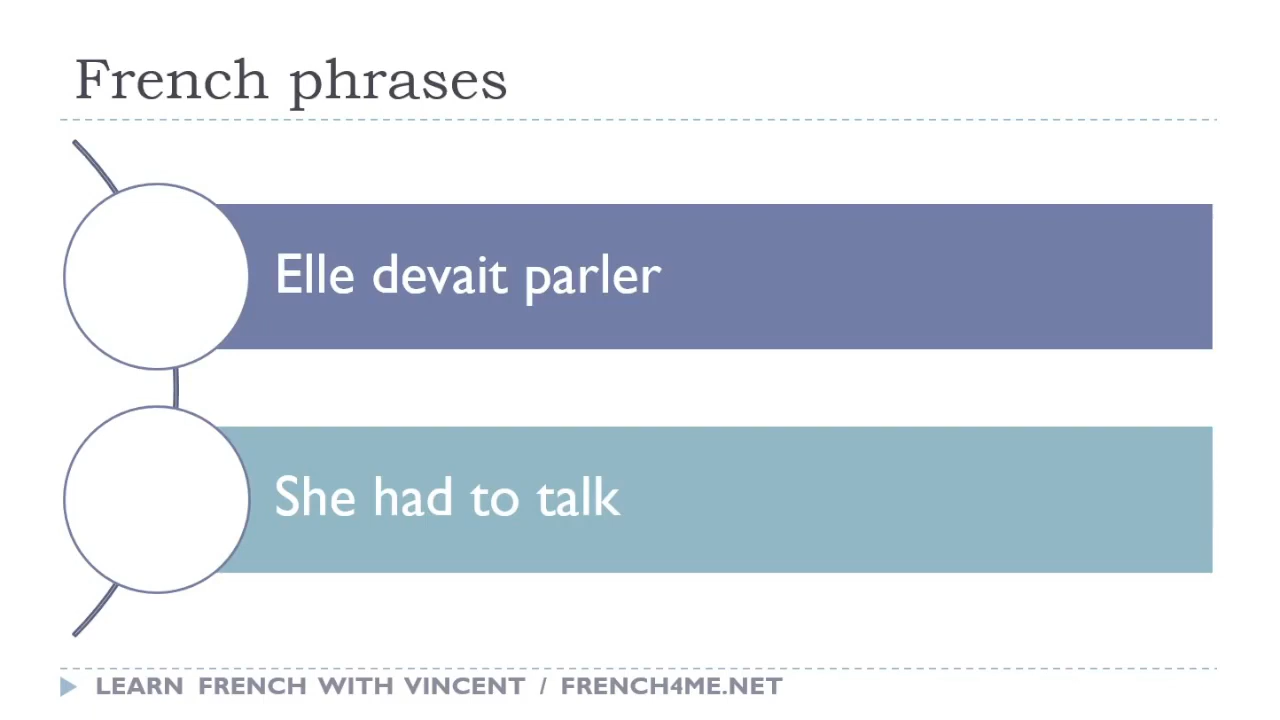 French phrases
Elle devait parler
She had to talk
LEARN FRENCH WITH VINCENT / FRENCH4ME.NET